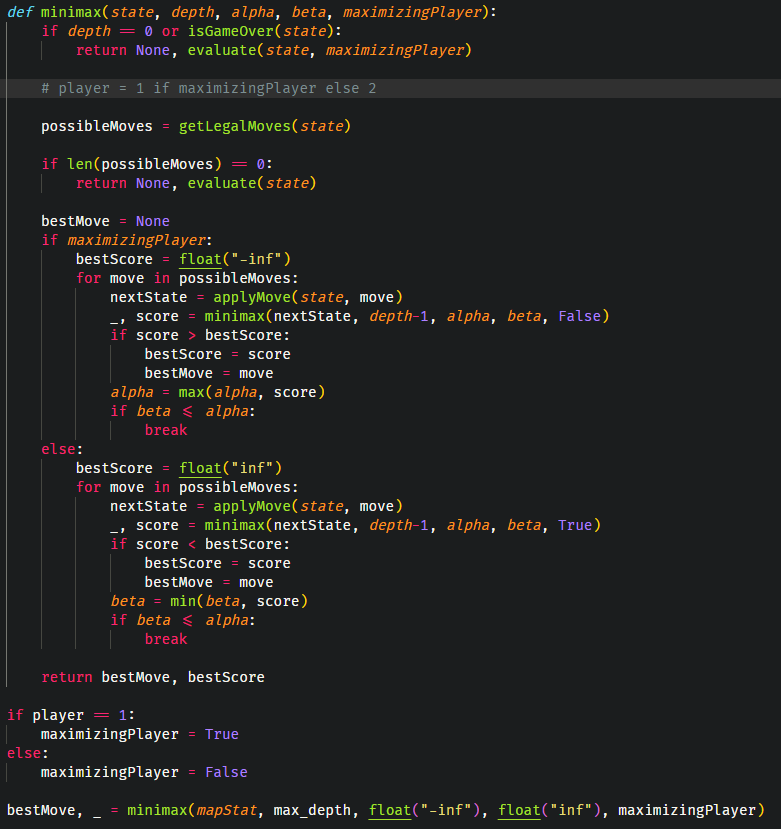 def minimax(state, depth, alpha, beta, maximizingPlayer):
    if depth == 0 or isGameOver(state):
        return None, evaluate(state, maximizingPlayer)

    # player = 1 if maximizingPlayer else 2

    possibleMoves = getLegalMoves(state)

    if len(possibleMoves) == 0:
        return None, evaluate(state)

    bestMove = None
    if maximizingPlayer:
        bestScore = float("-inf")
        for move in possibleMoves:
            nextState = applyMove(state, move)
            _, score = minimax(nextState, depth-1, alpha, beta, False)
            if score > bestScore:
                bestScore = score
                bestMove = move
            alpha = max(alpha, score)
            if beta <= alpha:
                break
    else:
        bestScore = float("inf")
        for move in possibleMoves:
            nextState = applyMove(state, move)
            _, score = minimax(nextState, depth-1, alpha, beta, True)
            if score < bestScore:
                bestScore = score
                bestMove = move
            beta = min(beta, score)
            if beta <= alpha:
                break

    return bestMove, bestScore

if player == 1:
    maximizingPlayer = True
else:
    maximizingPlayer = False

bestMove, _ = minimax(mapStat, max_depth, float("-inf"), float("inf"), maximizingPlayer)